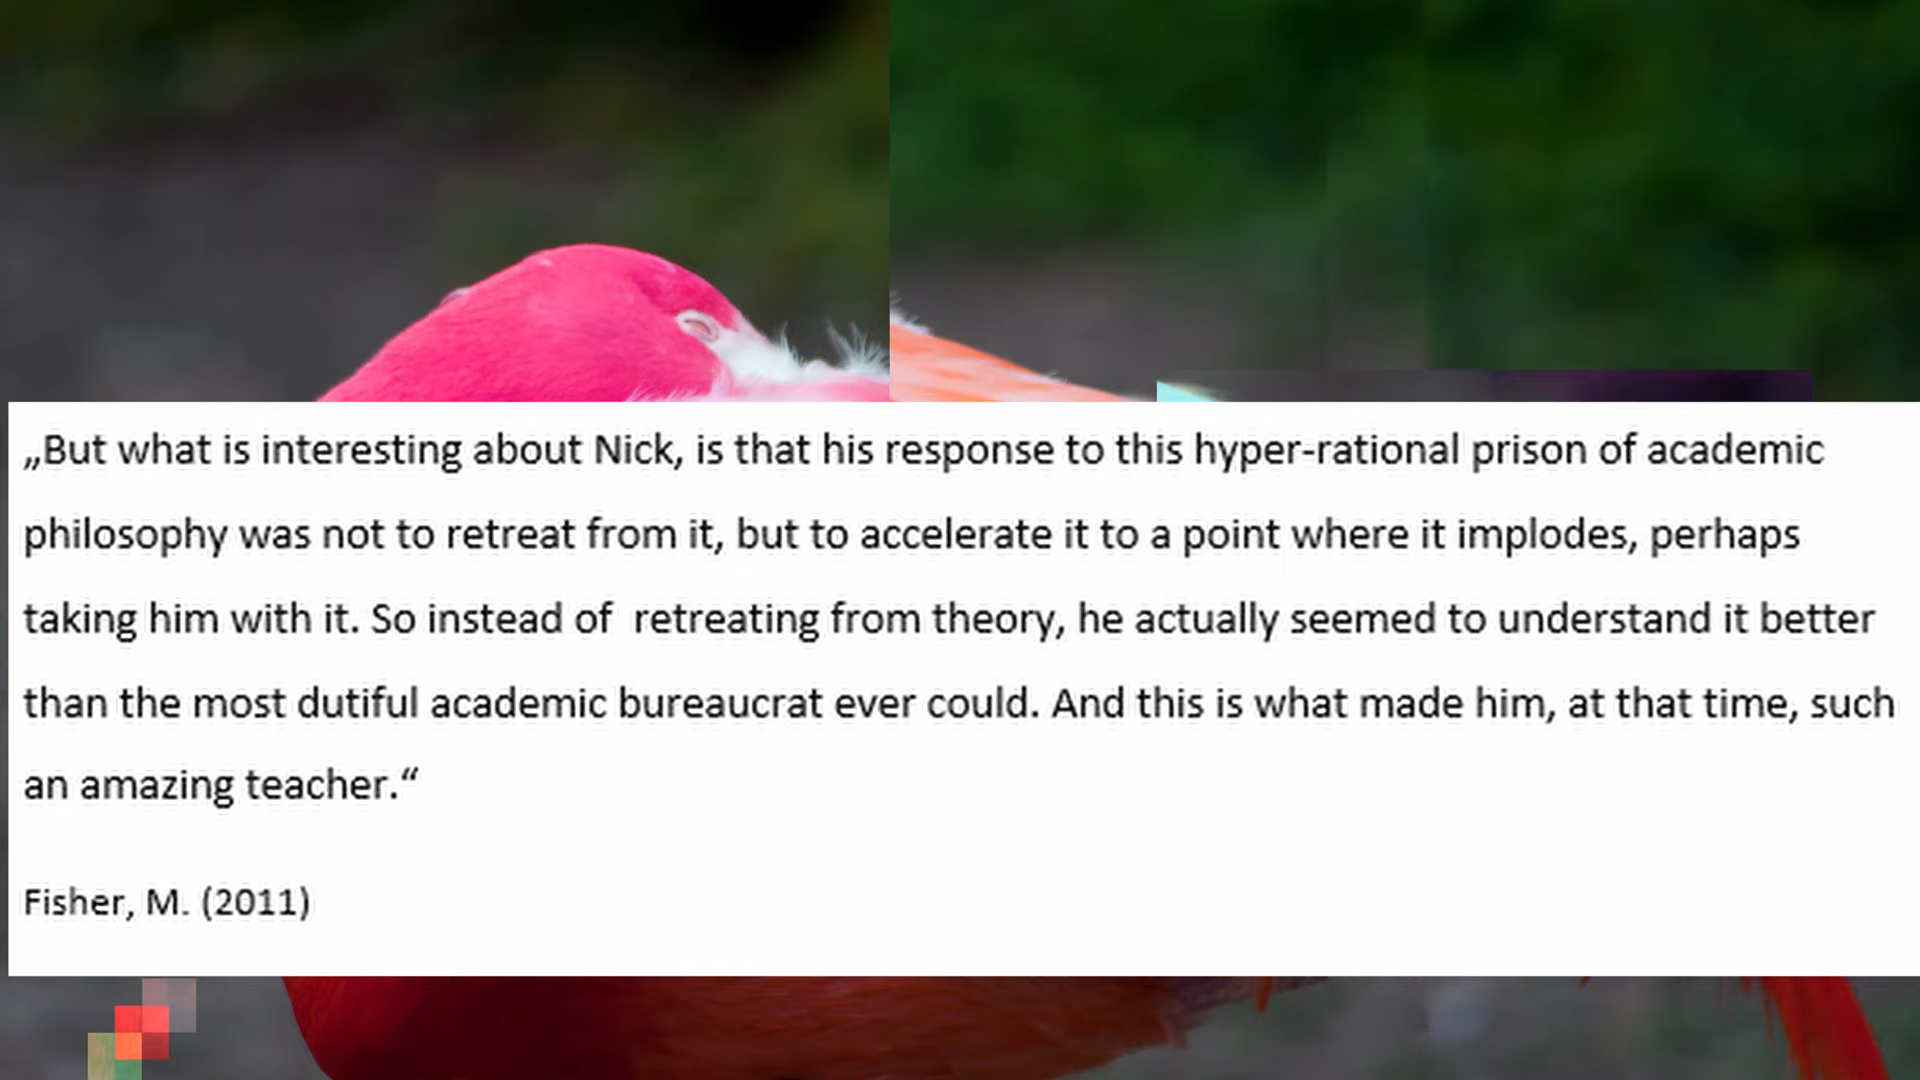 „But what is interesting about Nick, is that his response to this hyper-rational prison of academic
philosophy was not to retreat from it, but to accelerate it to a point where it implodes, perhaps
taking him with it. So instead of  retreating from theory, he actually seemed to understand it better
than the most dutiful academic bureaucrat ever could. And this is what made him, at that time, such
an amazing teacher.“
Fisher, M. (2011)